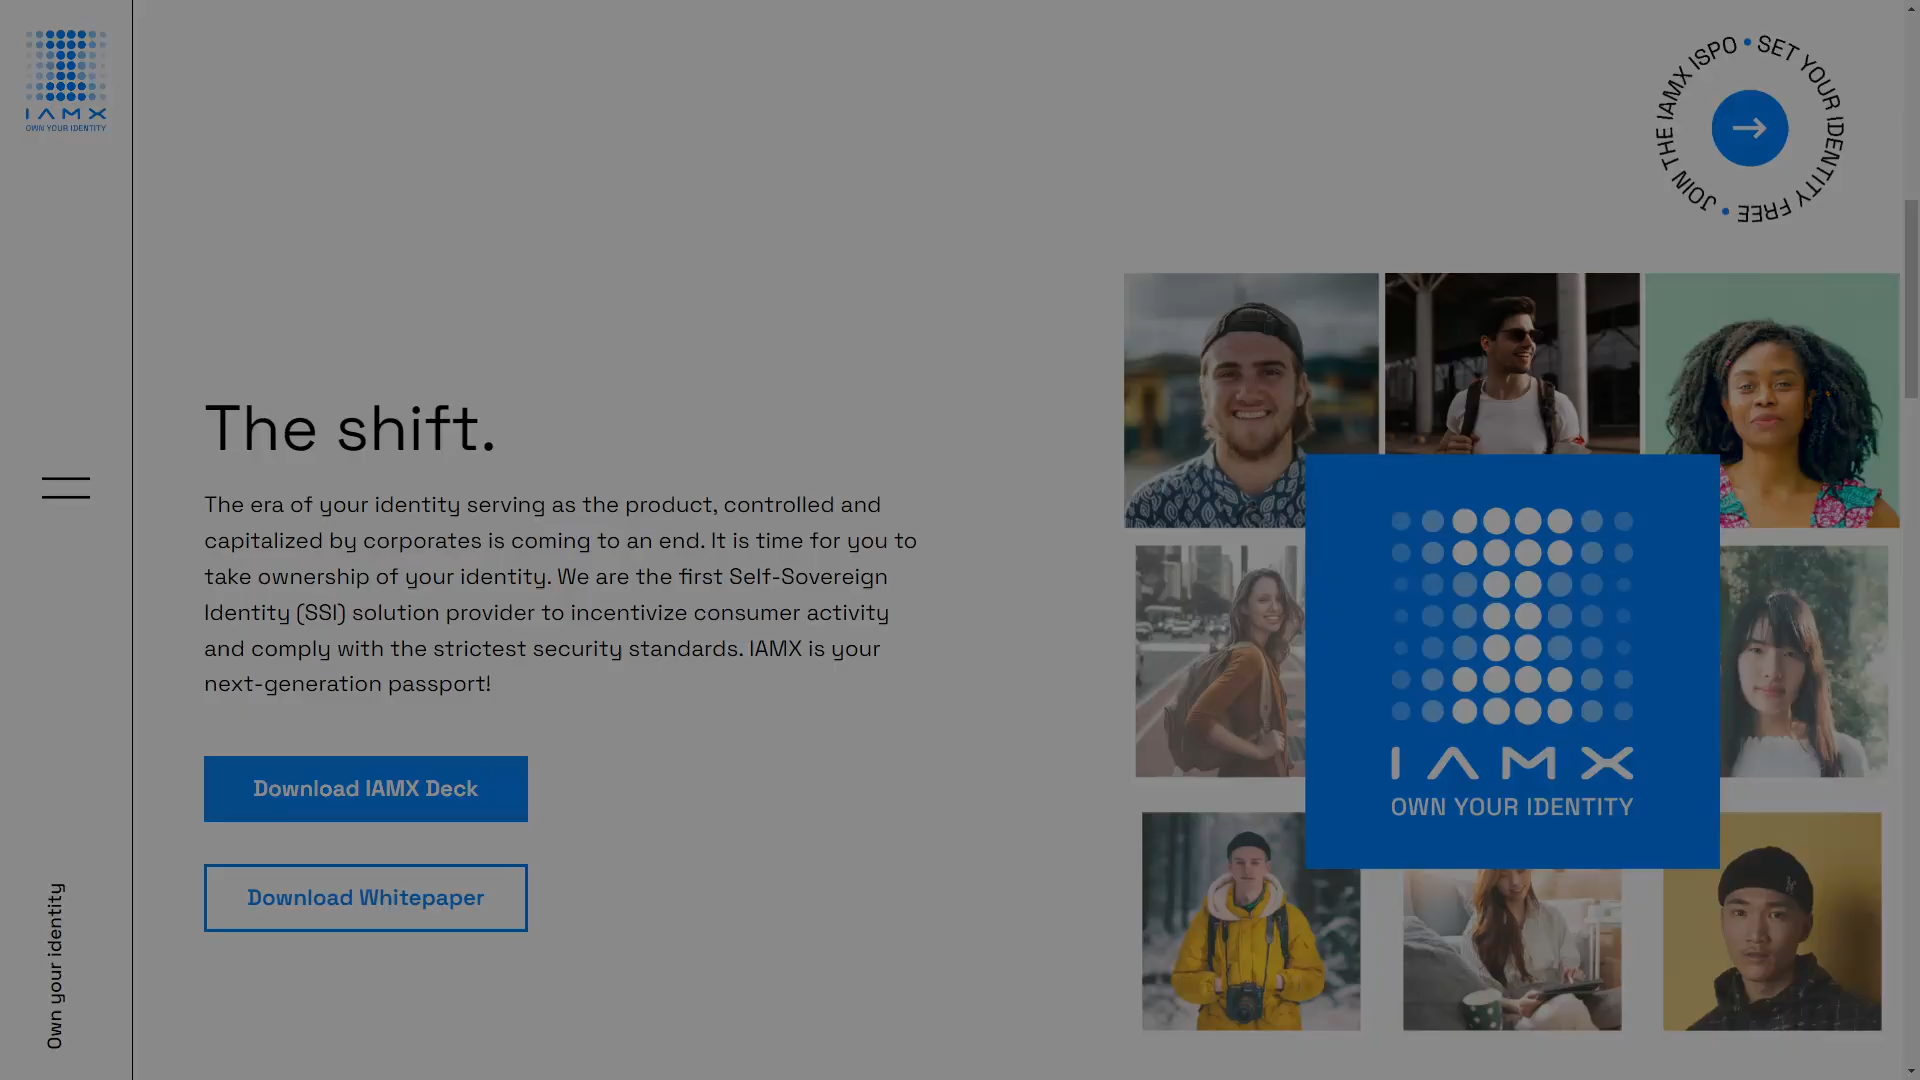 IAMX
OWN YOUR IDENTITY
JOIN THE IAMX ISPO • SET YOUR IDENTITY FREE •
The shift.
The era of your identity serving as the product, controlled and
capitalized by corporates is coming to an end. It is time for you to
take ownership of your identity. We are the first Self-Sovereign
Identity (SSI) solution provider to incentivize consumer activity
and comply with the strictest security standards. IAMX is your
next-generation passport!
Download IAMX Deck
Download Whitepaper
IAMX
OWN YOUR IDENTITY
Own your identity